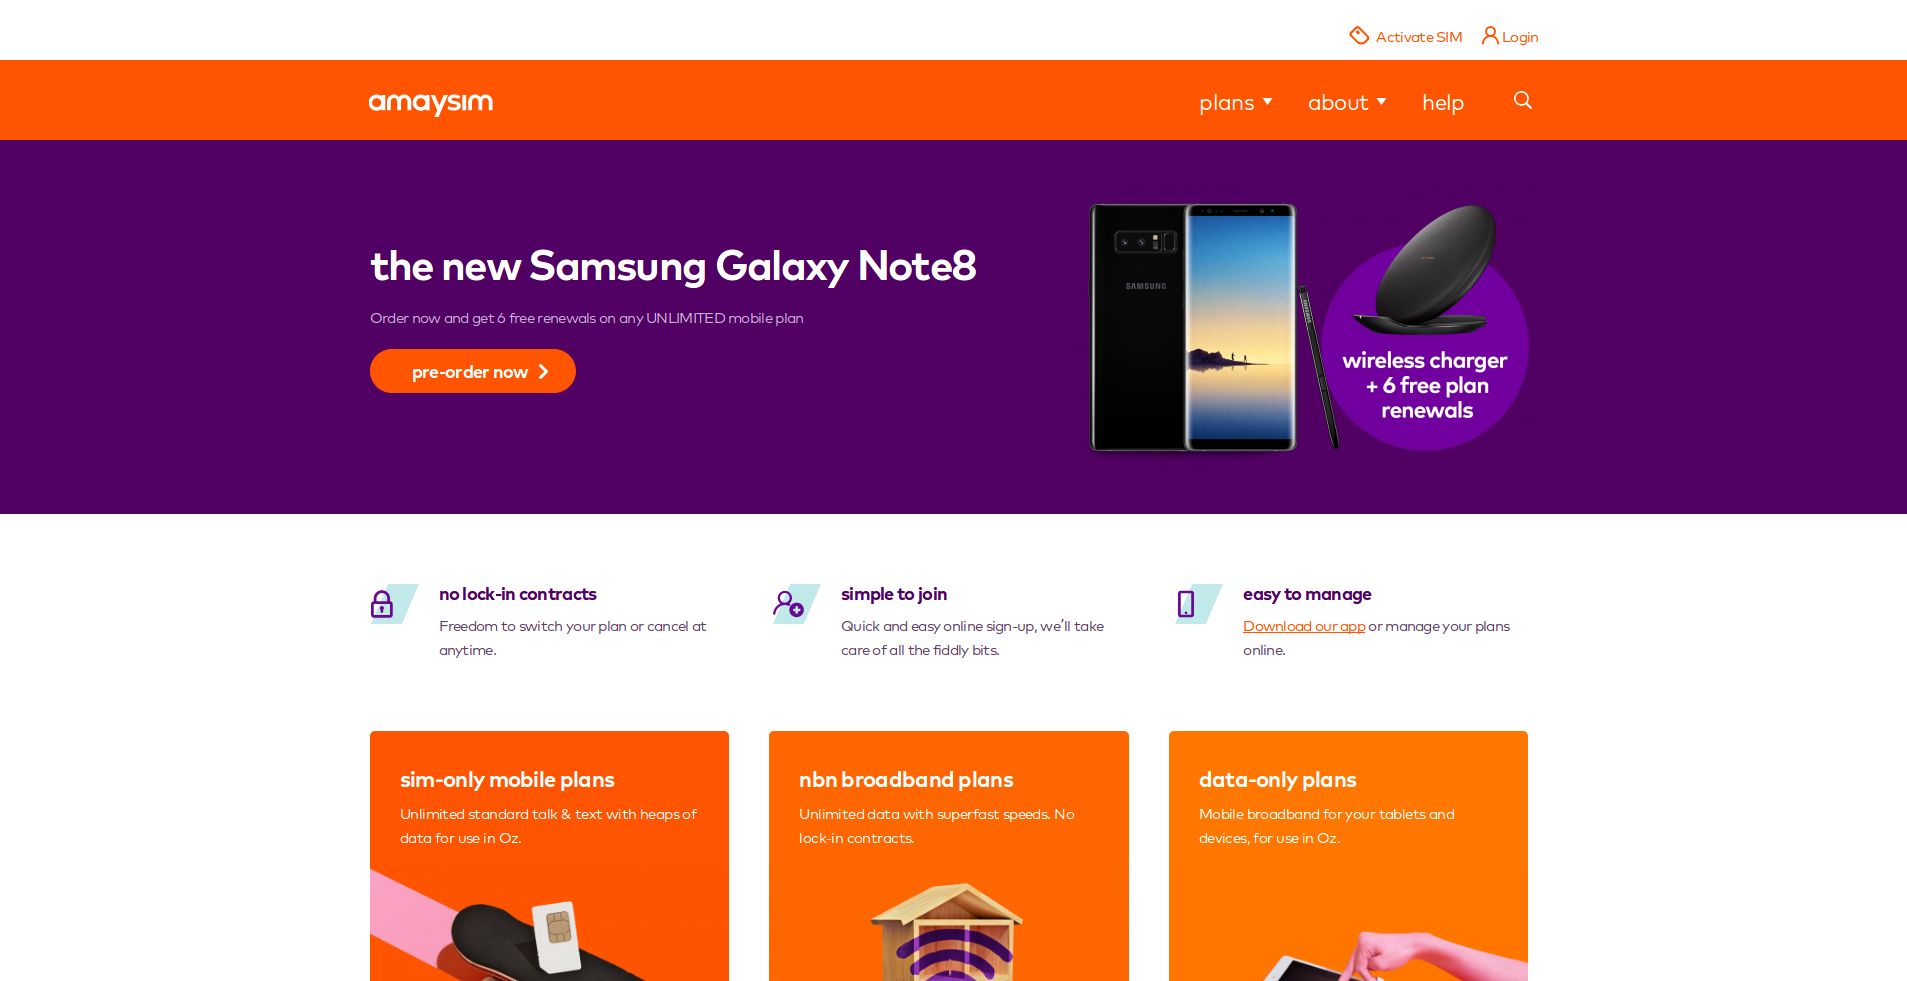 Activate SIM
Login
amaysim
plans
about
help
the new Samsung Galaxy Note8
Order now and get 6 free renewals on any UNLIMITED mobile plan
pre-order now
SAMSUNG
wireless charger
+ 6 free plan
renewals
no lock-in contracts
Freedom to switch your plan or cancel at
anytime.
simple to join
Quick and easy online sign-up, we'll take
care of all the fiddly bits.
easy to manage
Download our app or manage your plans
online.
sim-only mobile plans
Unlimited standard talk & text with heaps of
data for use in Oz.
nbn broadband plans
Unlimited data with superfast speeds. No
lock-in contracts.
data-only plans
Mobile broadband for your tablets and
devices, for use in Oz.